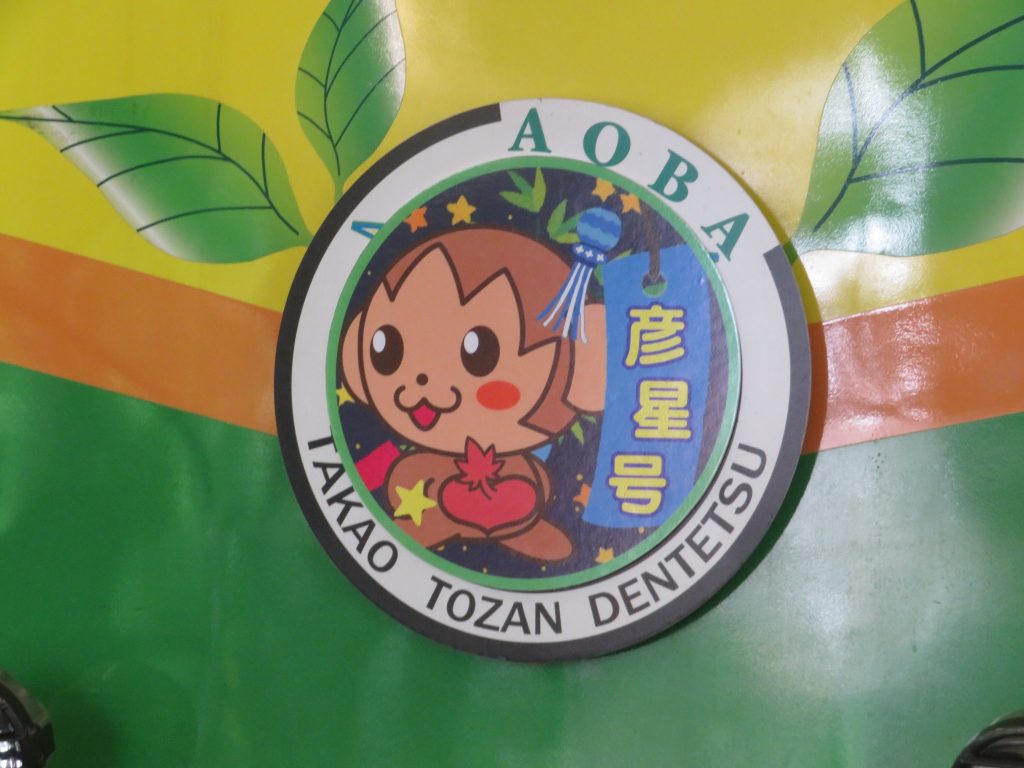 AOBA
彦星号
TAKAO TOZAN DENTETSU